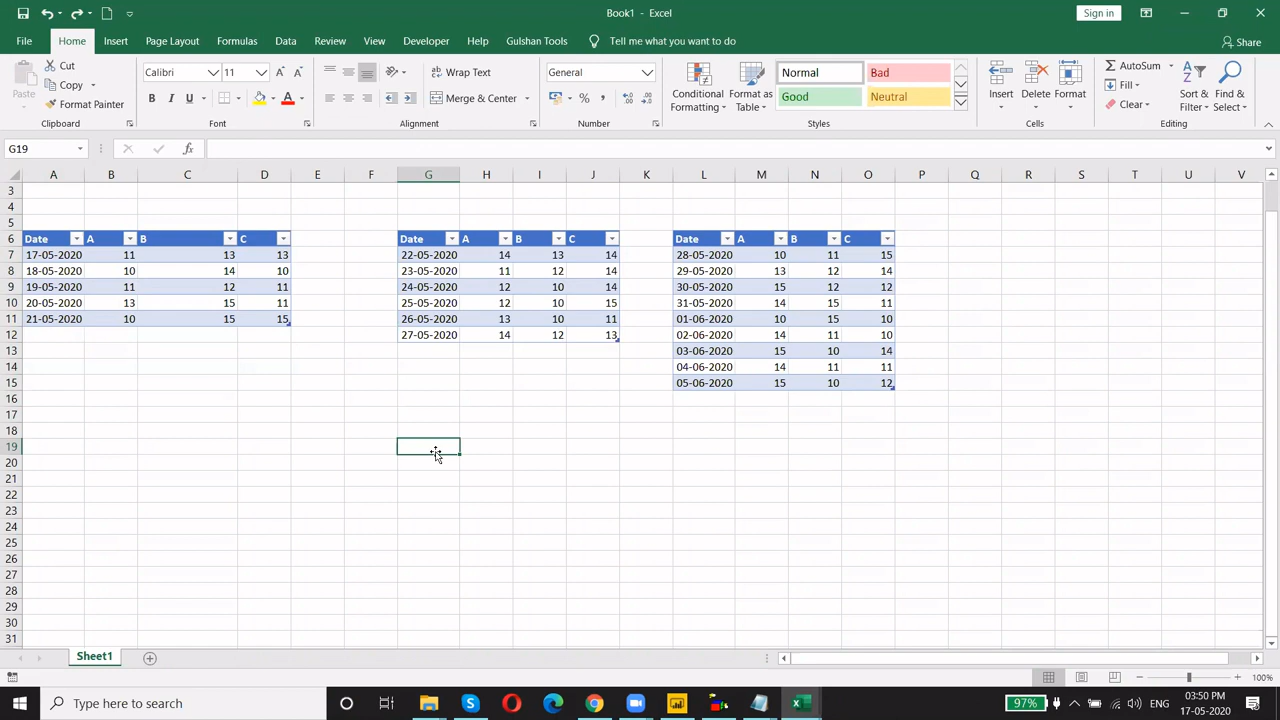 Book1 - Excel
Sign in
File Home Insert Page Layout Formulas Data Review View Developer Help Gulshan Tools Tell me what you want to do Share
Paste
Cut
Copy
Format Painter
Clipboard
Calibri 11
B I U
Font
Wrap Text
Merge & Center
Alignment
General
%
Number
Conditional Formatting
Format as Table
Normal Bad
Good Neutral
Styles
Insert Delete Format
Cells
AutoSum
Fill
Clear
Sort & Filter
Find & Select
Editing
G19 fx
A B C D E F G H I J K L M N O P Q R S T U V
3
4
5
6 Date A B C Date A B C Date A B C
7 17-05-2020 11 13 13 22-05-2020 14 13 14 28-05-2020 10 11 15
8 18-05-2020 10 14 10 23-05-2020 11 12 14 29-05-2020 13 12 14
9 19-05-2020 11 12 11 24-05-2020 12 10 14 30-05-2020 15 12 12
10 20-05-2020 13 15 11 25-05-2020 12 10 15 31-05-2020 14 15 11
11 21-05-2020 10 15 15 26-05-2020 13 10 11 01-06-2020 10 15 10
12 27-05-2020 14 12 13 02-06-2020 14 11 10
13 03-06-2020 15 10 14
14 04-06-2020 14 11 11
15 05-06-2020 15 10 12
16
17
18
19
20
21
22
23
24
25
26
27
28
29
30
31
Sheet1
100%
Type here to search
97%
ENG
03:50 PM
17-05-2020